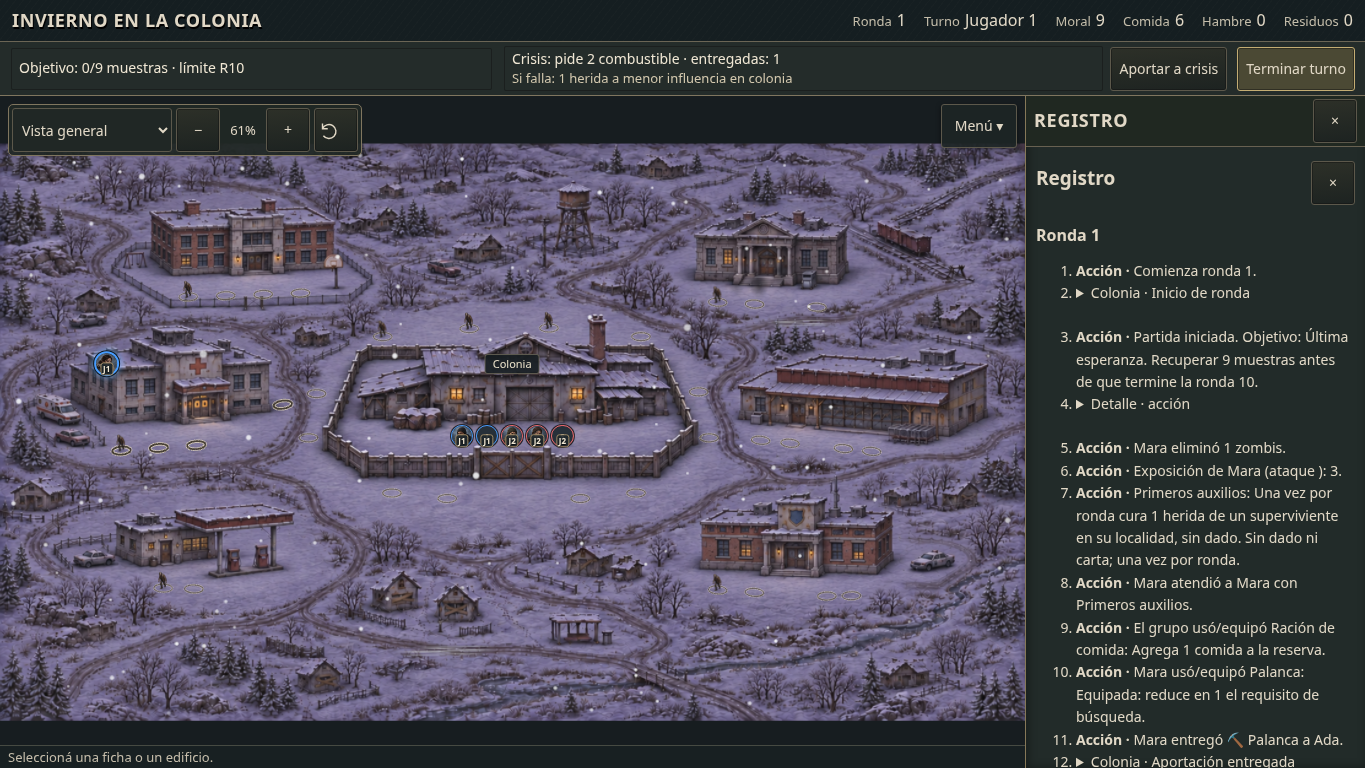 INVIERNO EN LA COLONIA
Ronda 1 Turno Jugador 1 Moral 9 Comida 6 Hambre 0 Residuos 0
Objetivo: 0/9 muestras · límite R10
Crisis: pide 2 combustible · entregadas: 1
Si falla: 1 herida a menor influencia en colonia
Aportar a crisis
Terminar turno
Vista general
−
61%
+
Menú ▾
REGISTRO
×
Registro
×
Ronda 1
1. Acción · Comienza ronda 1.
2. ▶ Colonia · Inicio de ronda
3. Acción · Partida iniciada. Objetivo: Última
esperanza. Recuperar 9 muestras antes
de que termine la ronda 10.
4. ▶ Detalle · acción
5. Acción · Mara eliminó 1 zombis.
6. Acción · Exposición de Mara (ataque ): 3.
7. Acción · Primeros auxilios: Una vez por
ronda cura 1 herida de un superviviente
en su localidad, sin dado. Sin dado ni
carta; una vez por ronda.
8. Acción · Mara atendió a Mara con
Primeros auxilios.
9. Acción · El grupo usó/equipó Ración de
comida: Agrega 1 comida a la reserva.
10. Acción · Mara usó/equipó Palanca:
Equipada: reduce en 1 el requisito de
búsqueda.
11. Acción · Mara entregó ⛏ Palanca a Ada.
12. ▶ Colonia · Aportación entregada
J1
Colonia
J1 J1 J2 J2 J2
Seleccioná una ficha o un edificio.